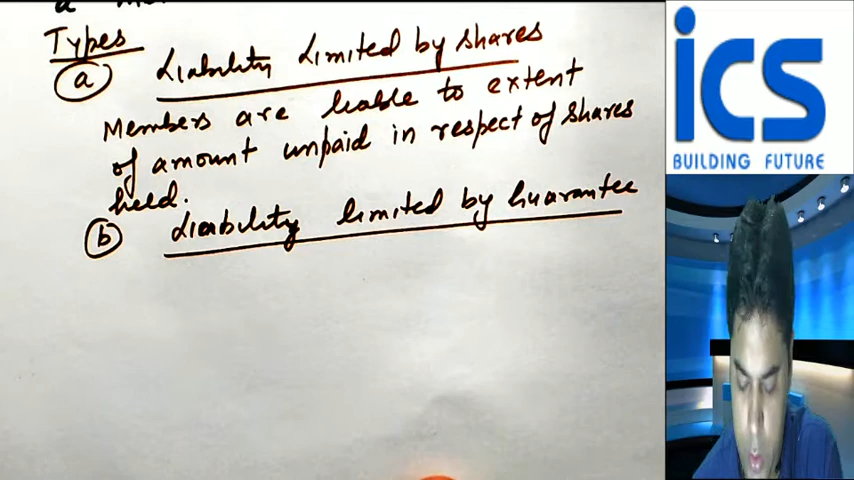 Types
a Liability Limited by shares
Members are liable to extent
of amount unpaid in respect of shares
held.
b Liability limited by Guarantee
ics
BUILDING FUTURE